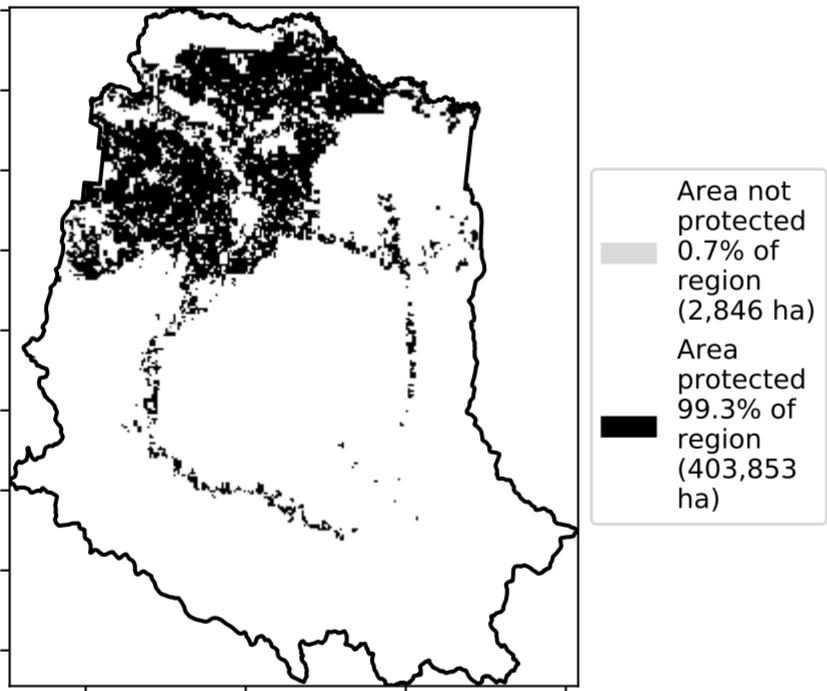 Area not
protected
0.7% of
region
(2,846 ha)
Area
protected
99.3% of
region
(403,853
ha)